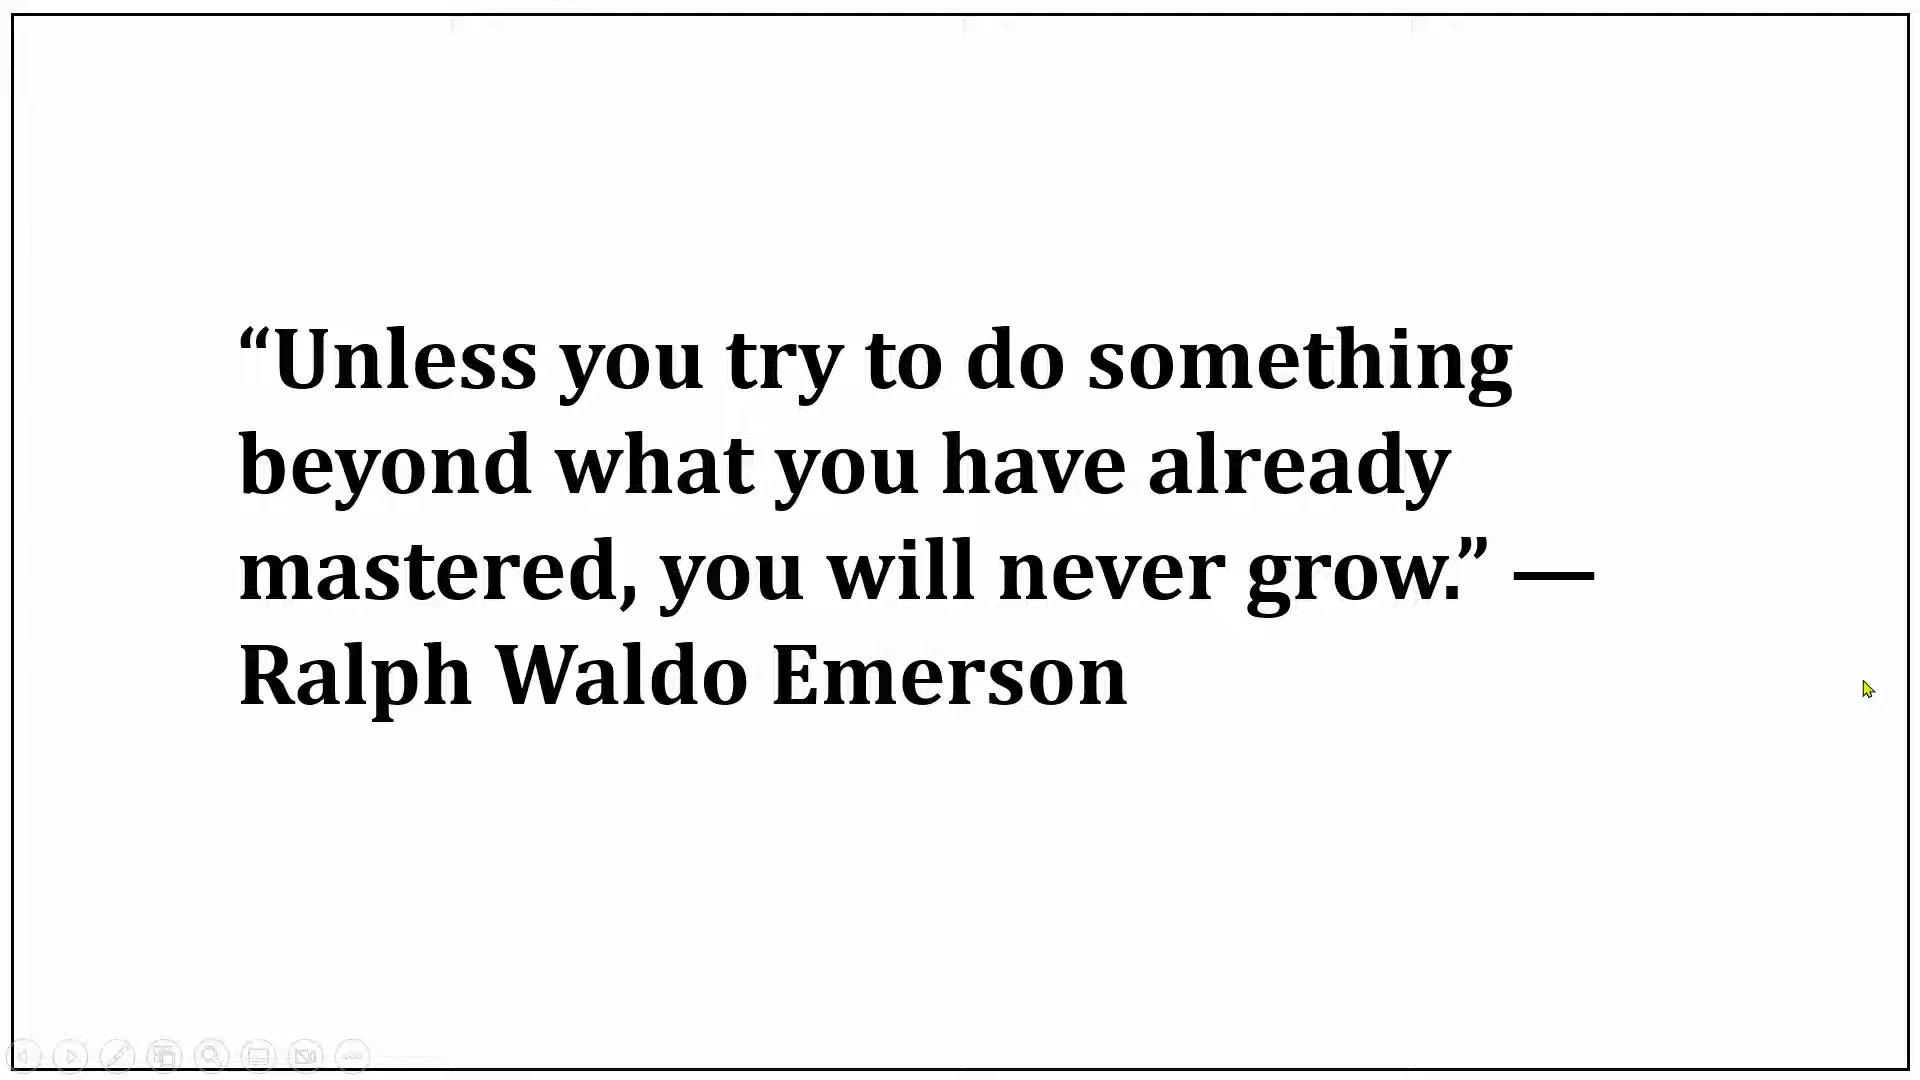 “Unless you try to do something
beyond what you have already
mastered, you will never grow.” —
Ralph Waldo Emerson